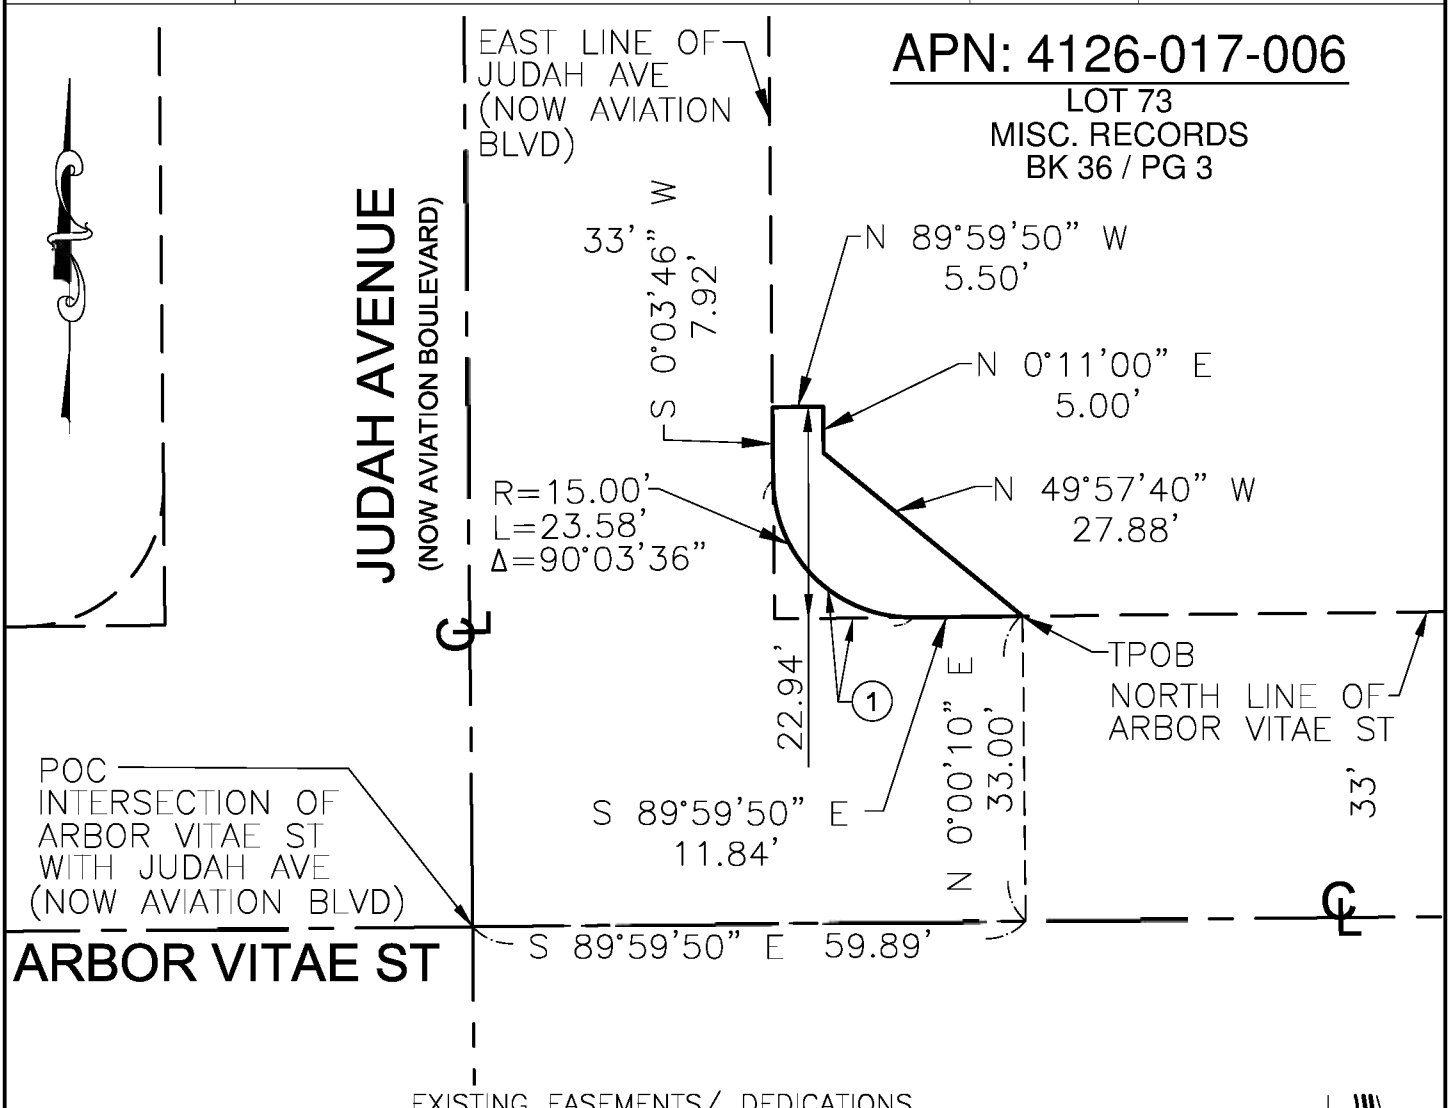 EAST LINE OF
JUDAH AVE
(NOW AVIATION
BLVD)
APN: 4126-017-006
LOT 73
MISC. RECORDS
BK 36 / PG 3
JUDAH AVENUE
(NOW AVIATION BOULEVARD)
33'
S 0°03'46" W
7.92'
N 89°59'50" W
5.50'
N 0°11'00" E
5.00'
N 49°57'40" W
27.88'
R=15.00'
L=23.58'
Δ=90°03'36"
CL
22.94'
1
TPOB
NORTH LINE OF
ARBOR VITAE ST
33'
N 0°00'10" E
33.00'
S 89°59'50" E
11.84'
POC
INTERSECTION OF
ARBOR VITAE ST
WITH JUDAH AVE
(NOW AVIATION BLVD)
CL
S 89°59'50" E 59.89'
ARBOR VITAE ST
EXISTING EASEMENTS/ DEDICATIONS